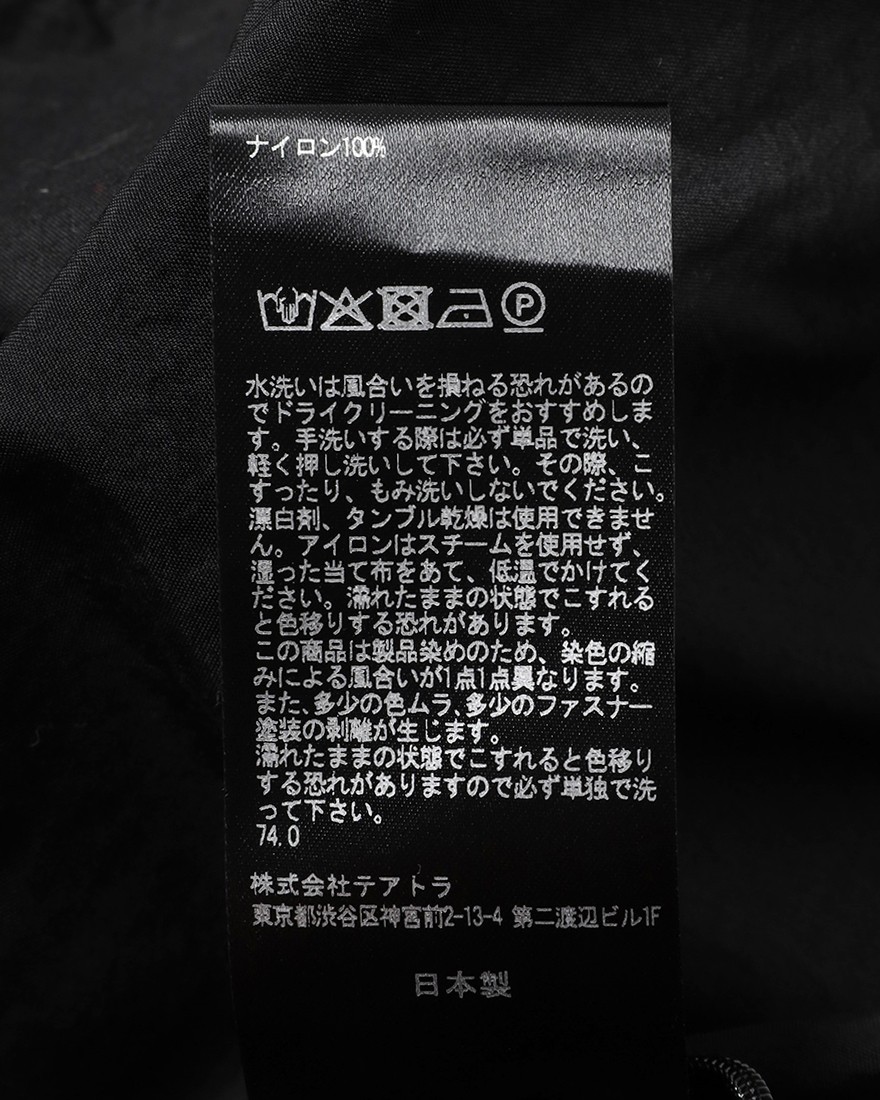 ナイロン100%
P
水洗いは風合いを損ねる恐れがあるの
でドライクリーニングをおすすめしま
す。手洗いする際は必ず単品で洗い、
軽く押し洗いして下さい。その際、こ
すったり、もみ洗いしないでください。
漂白剤、タンブル乾燥は使用できませ
ん。アイロンはスチームを使用せず、
湿った当て布をあて、低温でかけてく
ださい。濡れたままの状態でこすれる
と色移りする恐れがあります。
この商品は製品染めのため、染色の縮
みによる風合いが1点1点異なります。
また、多少の色ムラ、多少のファスナー
塗装の剥離が生じます。
濡れたままの状態でこすれると色移り
する恐れがありますので必ず単独で洗
って下さい。
74.0
株式会社テアトラ
東京都渋谷区神宮前2-13-4 第二渡辺ビル1F
日本製